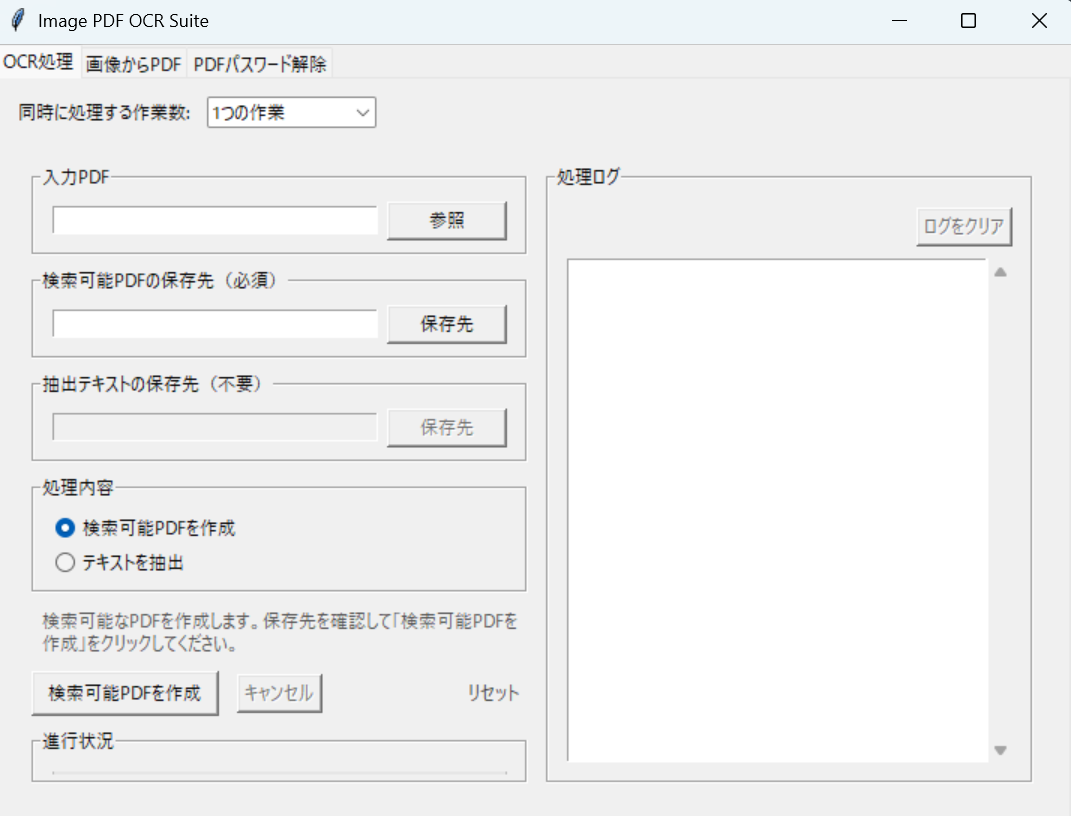 Image PDF OCR Suite
OCR処理 画像からPDF PDFパスワード解除
同時に処理する作業数: 1つの作業
入力PDF
参照
検索可能PDFの保存先（必須）
保存先
抽出テキストの保存先（不要）
保存先
処理内容
検索可能PDFを作成
テキストを抽出
検索可能なPDFを作成します。保存先を確認して「検索可能PDFを
作成」をクリックしてください。
検索可能PDFを作成 キャンセル リセット
進行状況
処理ログ
ログをクリア